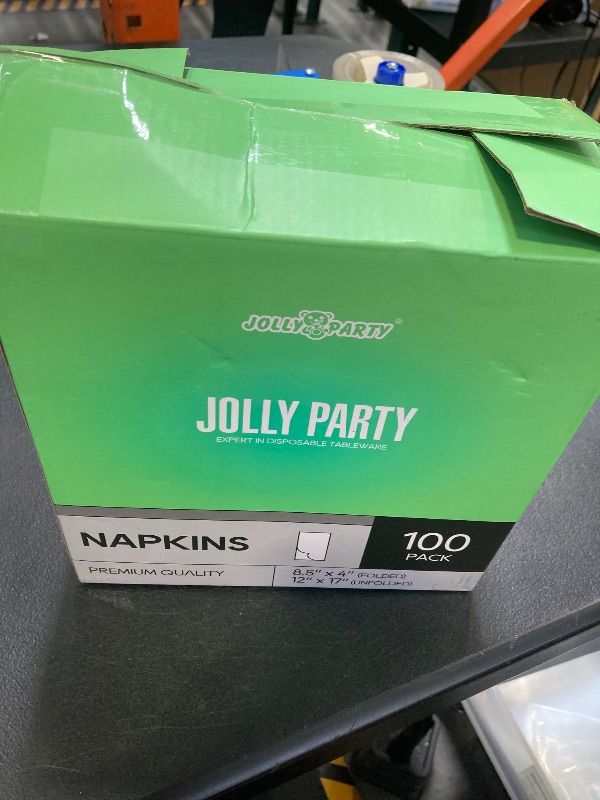 JOLLY PARTY®
JOLLY PARTY
EXPERT IN DISPOSABLE TABLEWARE
NAPKINS
100
PACK
PREMIUM QUALITY
8.5" x 4" (FOLDED)
12" x 17" (UNFOLDED)